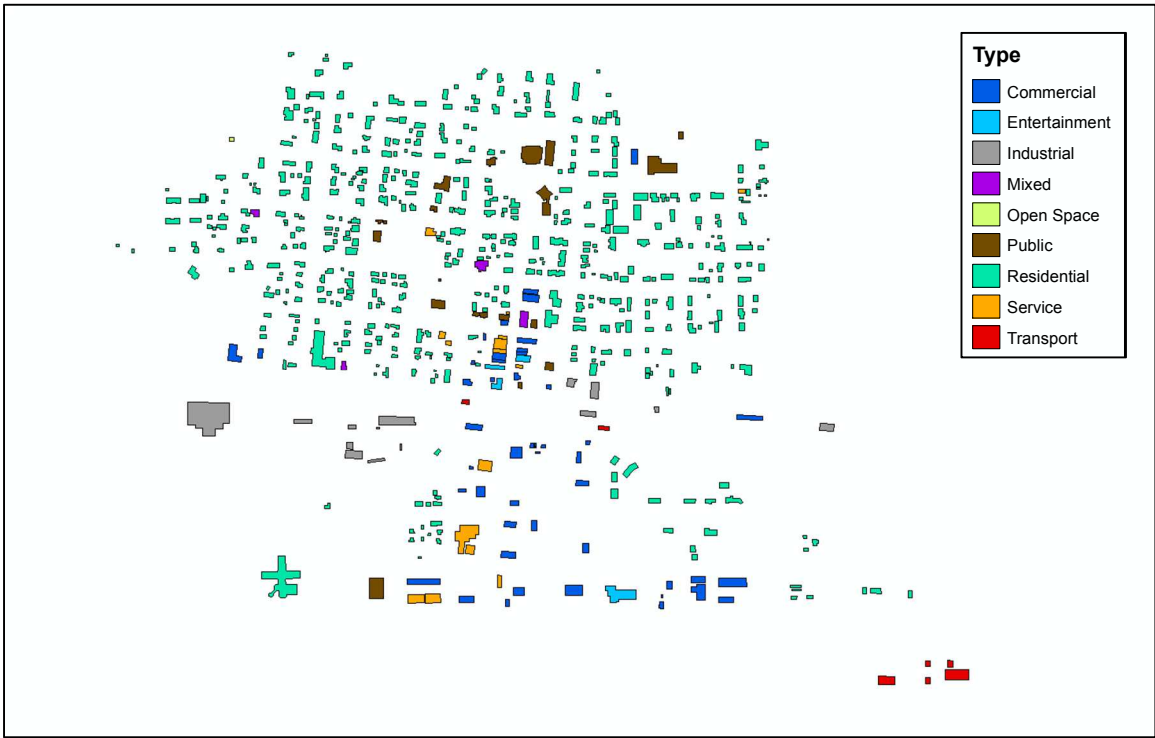 Type
Commercial
Entertainment
Industrial
Mixed
Open Space
Public
Residential
Service
Transport